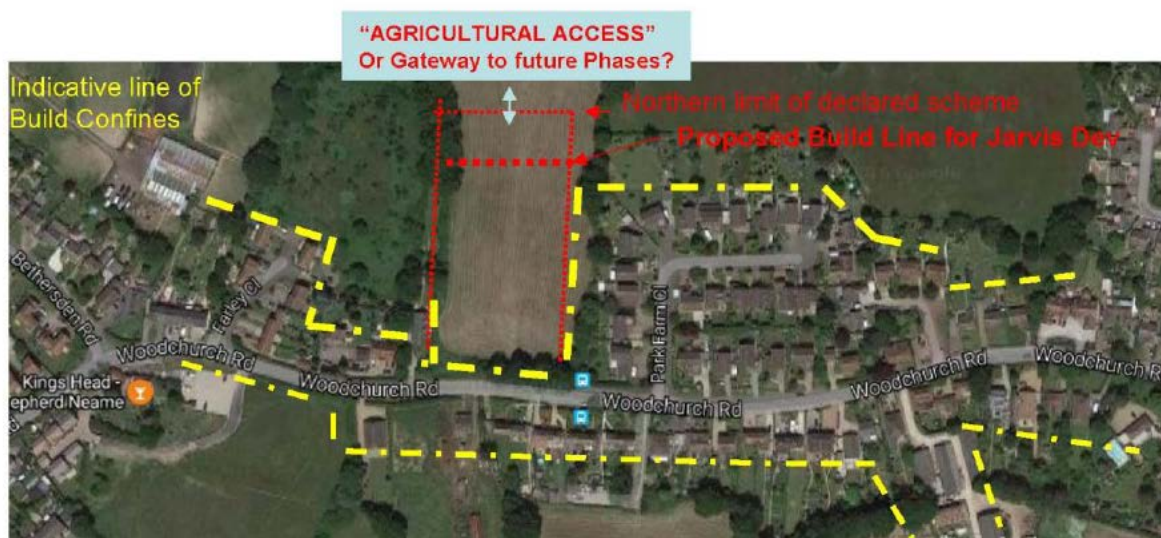 “AGRICULTURAL ACCESS”
Or Gateway to future Phases?
Indicative line of
Build Confines
Northern limit of declared scheme
Proposed Build Line for Jarvis Dev
Bethersden Rd
Farley Cl
Woodchurch Rd
Kings Head -
epherd Neame
Woodchurch Rd
Park Farm Cl
Woodchurch Rd
Woodchurch Rd
Woodchurch R